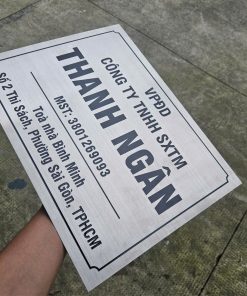 VPĐD
CÔNG TY TNHH SXTM
THANH NGÂN
MST: 3801269093
Toà nhà Bình Minh
Số 2 Thi Sách, Phường Sài Gòn, TPHCM